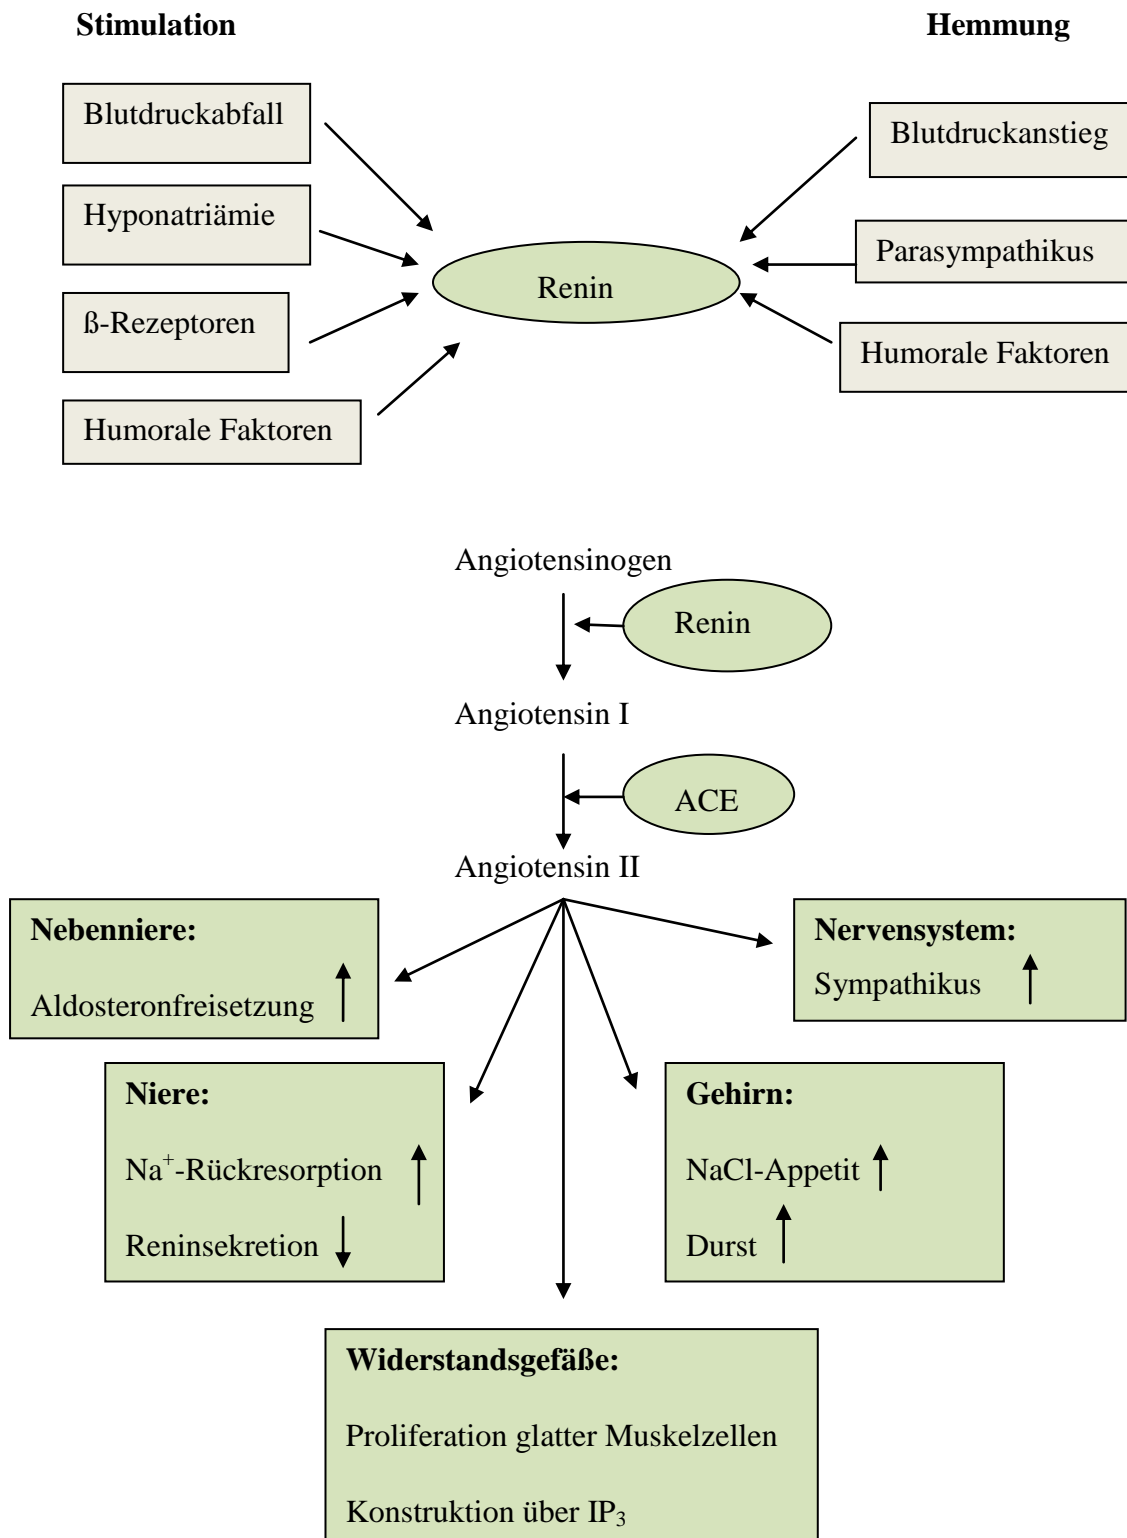 Stimulation
Hemmung
Blutdruckabfall
Hyponatriämie
ß-Rezeptoren
Humorale Faktoren
Blutdruckanstieg
Parasympathikus
Humorale Faktoren
Renin
Angiotensinogen
Renin
Angiotensin I
ACE
Angiotensin II
Nebenniere:
Aldosteronfreisetzung
Nervensystem:
Sympathikus
Niere:
Na⁺-Rückresorption
Reninsekretion
Gehirn:
NaCl-Appetit
Durst
Widerstandsgefäße:
Proliferation glatter Muskelzellen
Konstruktion über IP₃